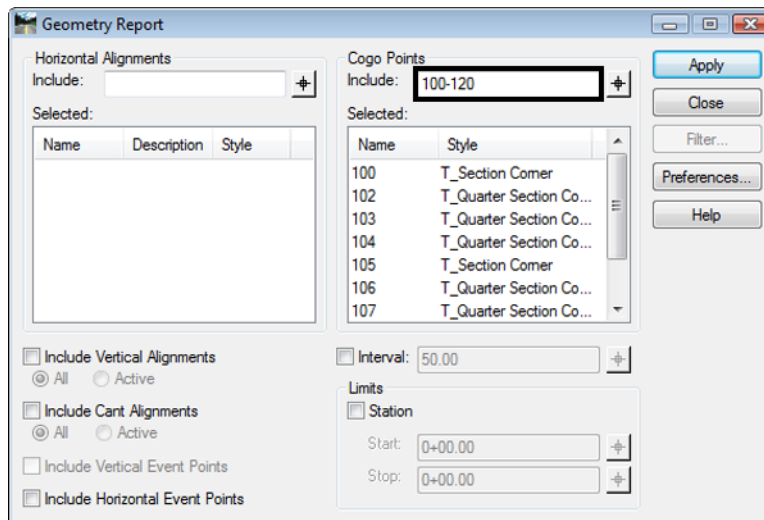 Geometry Report
Horizontal Alignments
Include:
Selected:
Name Description Style
Cogo Points
Include: 100-120
Selected:
Name Style
100 T_Section Corner
102 T_Quarter Section Co...
103 T_Quarter Section Co...
104 T_Quarter Section Co...
105 T_Section Corner
106 T_Quarter Section Co...
107 T_Quarter Section Co...
Apply
Close
Filter...
Preferences...
Help
Include Vertical Alignments
All Active
Include Cant Alignments
All Active
Include Vertical Event Points
Include Horizontal Event Points
Interval: 50.00
Limits
Station
Start: 0+00.00
Stop: 0+00.00